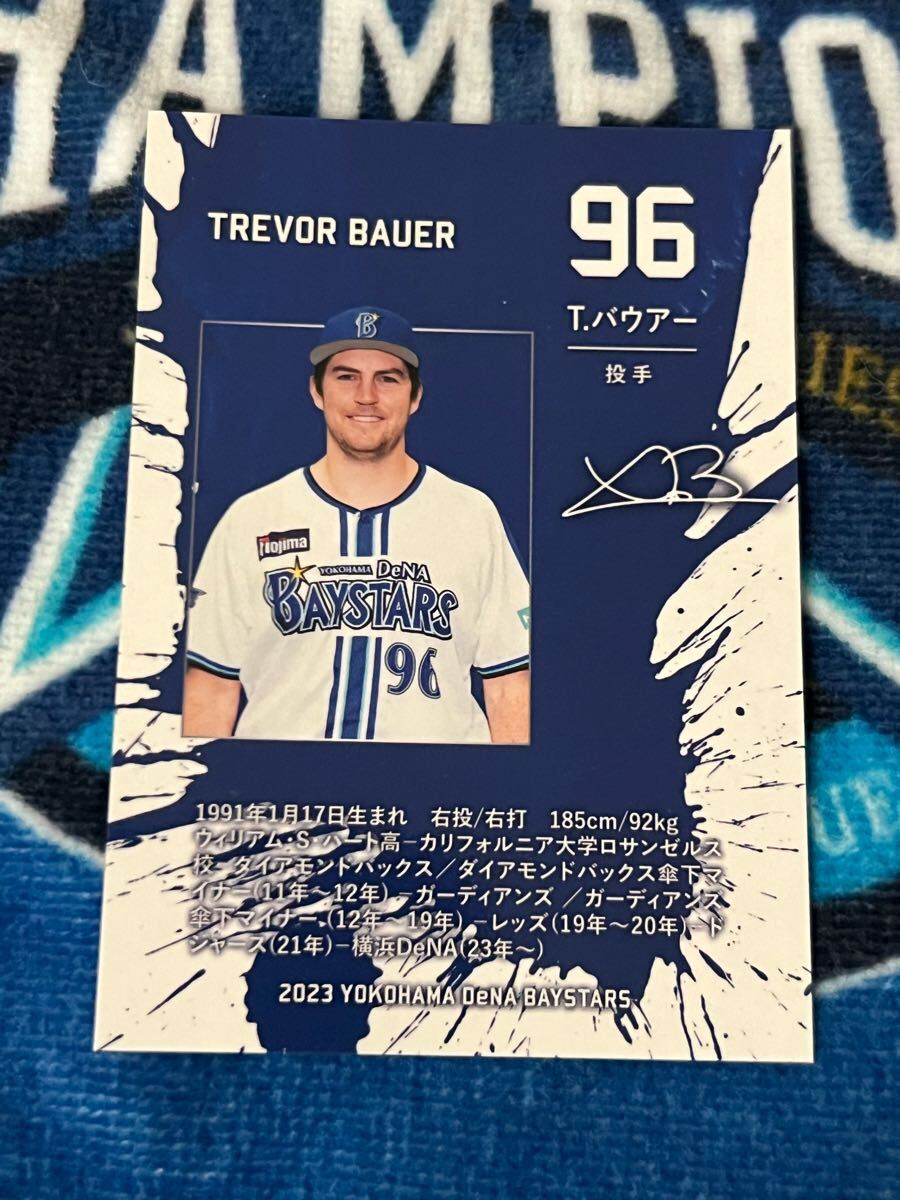 CHAMPIO
TREVOR BAUER
96
T.バウアー
投手
nojima
YOKOHAMA DeNA
BAYSTARS
96
1991年1月17日生まれ 右投/右打 185cm/92kg
ウィリアム・S・ハート高−カリフォルニア大学ロサンゼルス
校−ダイアモンドバックス／ダイアモンドバックス傘下マ
イナー(11年〜12年)−ガーディアンズ／ガーディアンズ
傘下マイナー(12年〜19年)−レッズ(19年〜20年)−ド
ジャース(21年)−横浜DeNA(23年〜)
2023 YOKOHAMA DeNA BAYSTARS